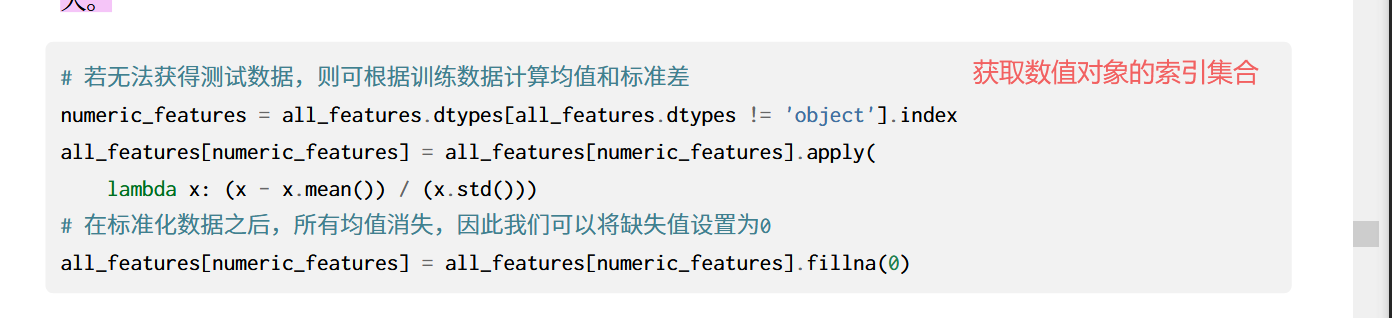 人。
# 若无法获得测试数据，则可根据训练数据计算均值和标准差
获取数值对象的索引集合
numeric_features = all_features.dtypes[all_features.dtypes != 'object'].index
all_features[numeric_features] = all_features[numeric_features].apply(
    lambda x: (x - x.mean()) / (x.std()))
# 在标准化数据之后，所有均值消失，因此我们可以将缺失值设置为0
all_features[numeric_features] = all_features[numeric_features].fillna(0)